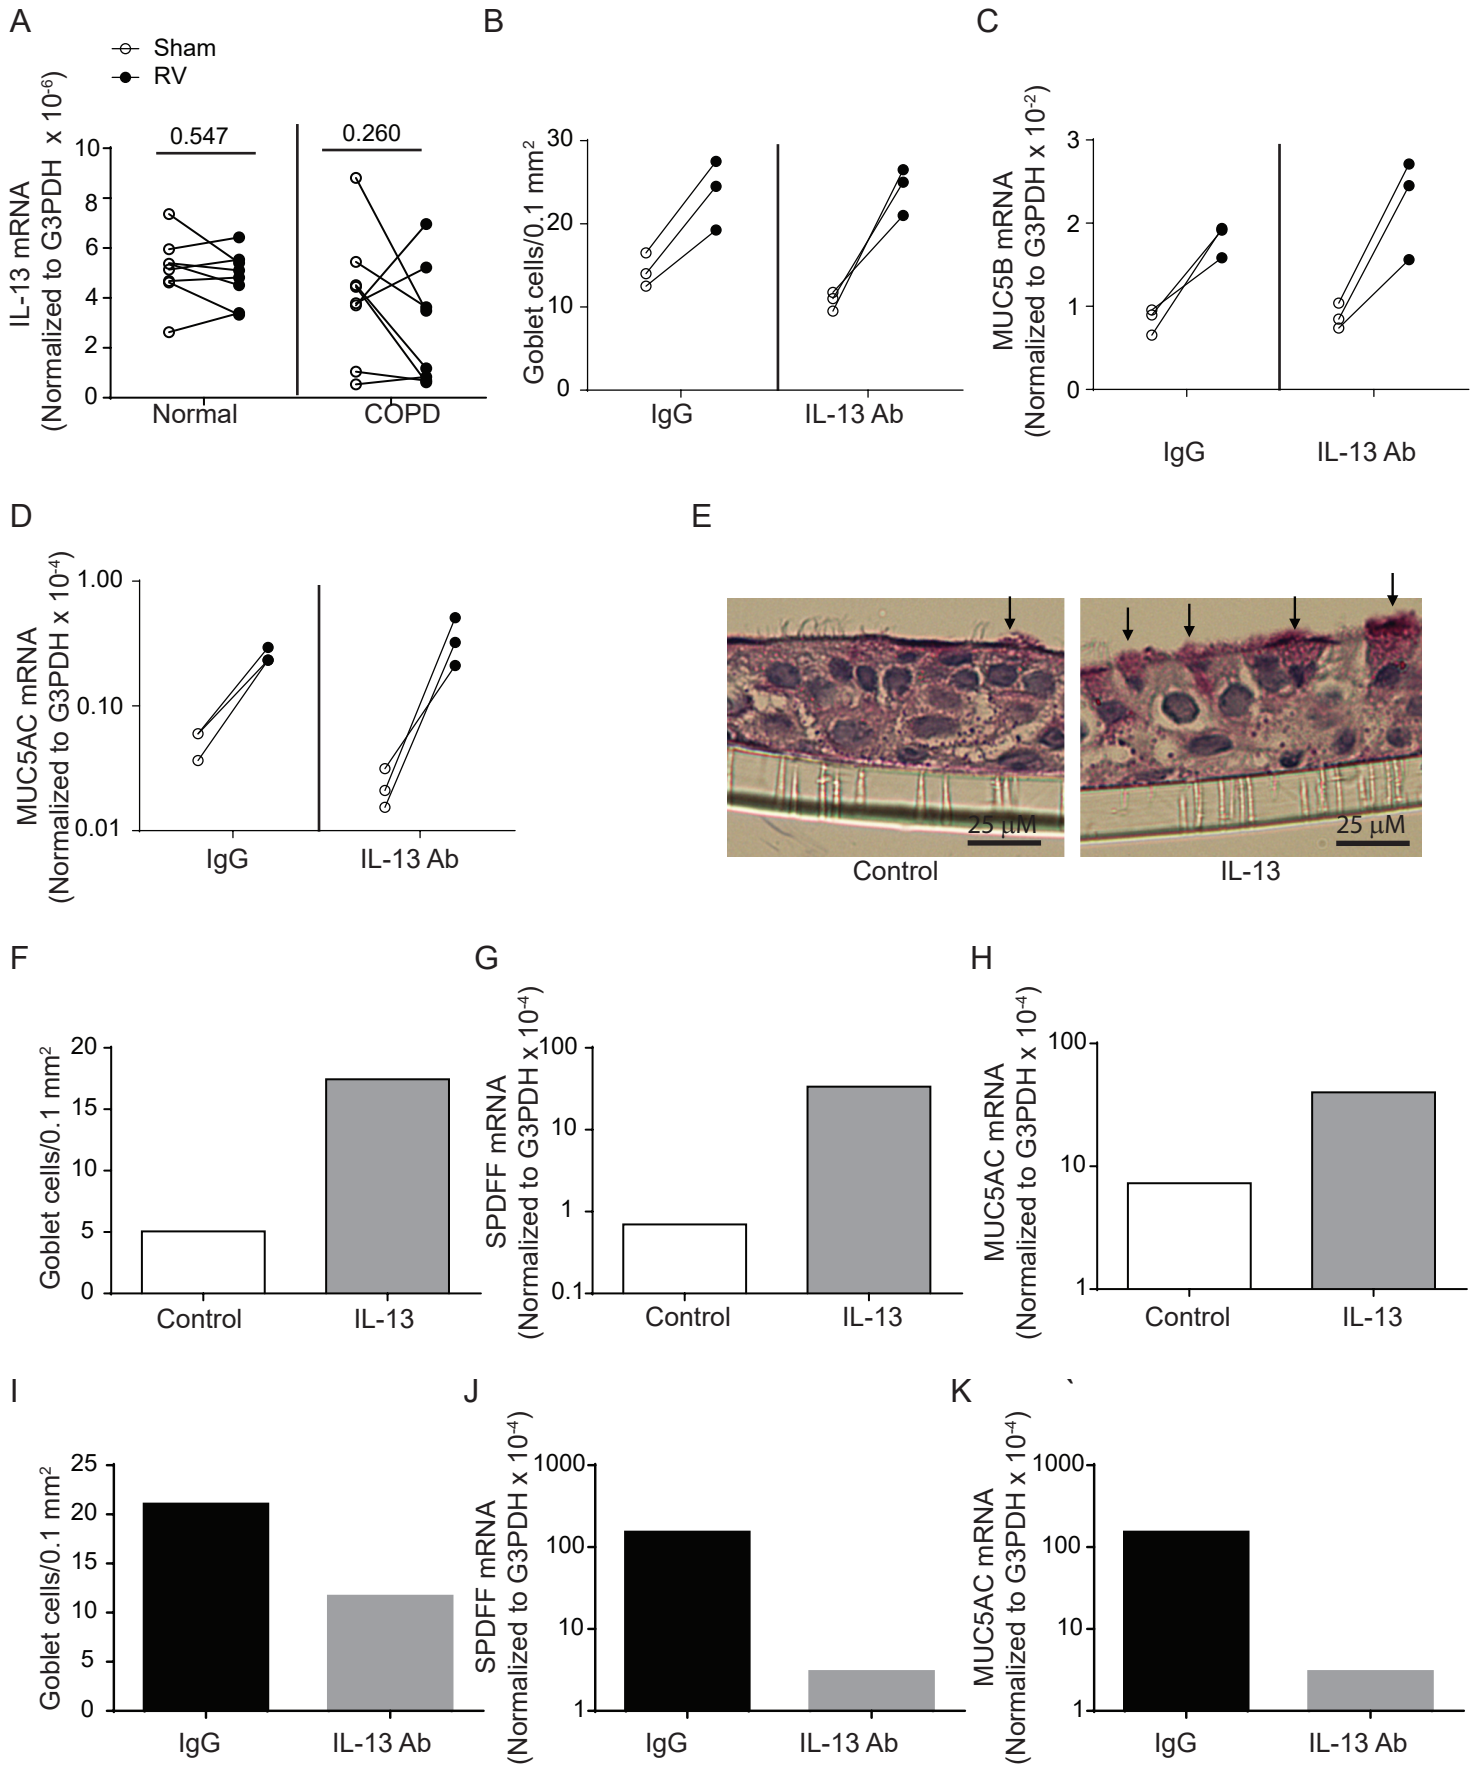 A
Sham
RV
IL-13 mRNA
(Normalized to G3PDH x 10-6)
10
8
6
4
2
0
0.547
0.260
Normal
COPD
B
Goblet cells/0.1 mm2
30
20
10
0
IgG
IL-13 Ab
C
MUC5B mRNA
(Normalized to G3PDH x 10-2)
3
2
1
0
IgG
IL-13 Ab
D
MUC5AC mRNA
(Normalized to G3PDH x 10-4)
1.00
0.10
0.01
IgG
IL-13 Ab
E
25 µM
Control
25 µM
IL-13
F
Goblet cells/0.1 mm2
20
15
10
5
0
Control
IL-13
G
SPDFF mRNA
(Normalized to G3PDH x 10-4)
100
10
1
0.1
Control
IL-13
H
MUC5AC mRNA
(Normalized to G3PDH x 10-4)
100
10
1
Control
IL-13
I
Goblet cells/0.1 mm2
25
20
15
10
5
0
IgG
IL-13 Ab
J
SPDFF mRNA
(Normalized to G3PDH x 10-4)
1000
100
10
1
IgG
IL-13 Ab
K
`
MUC5AC mRNA
(Normalized to G3PDH x 10-4)
1000
100
10
1
IgG
IL-13 Ab